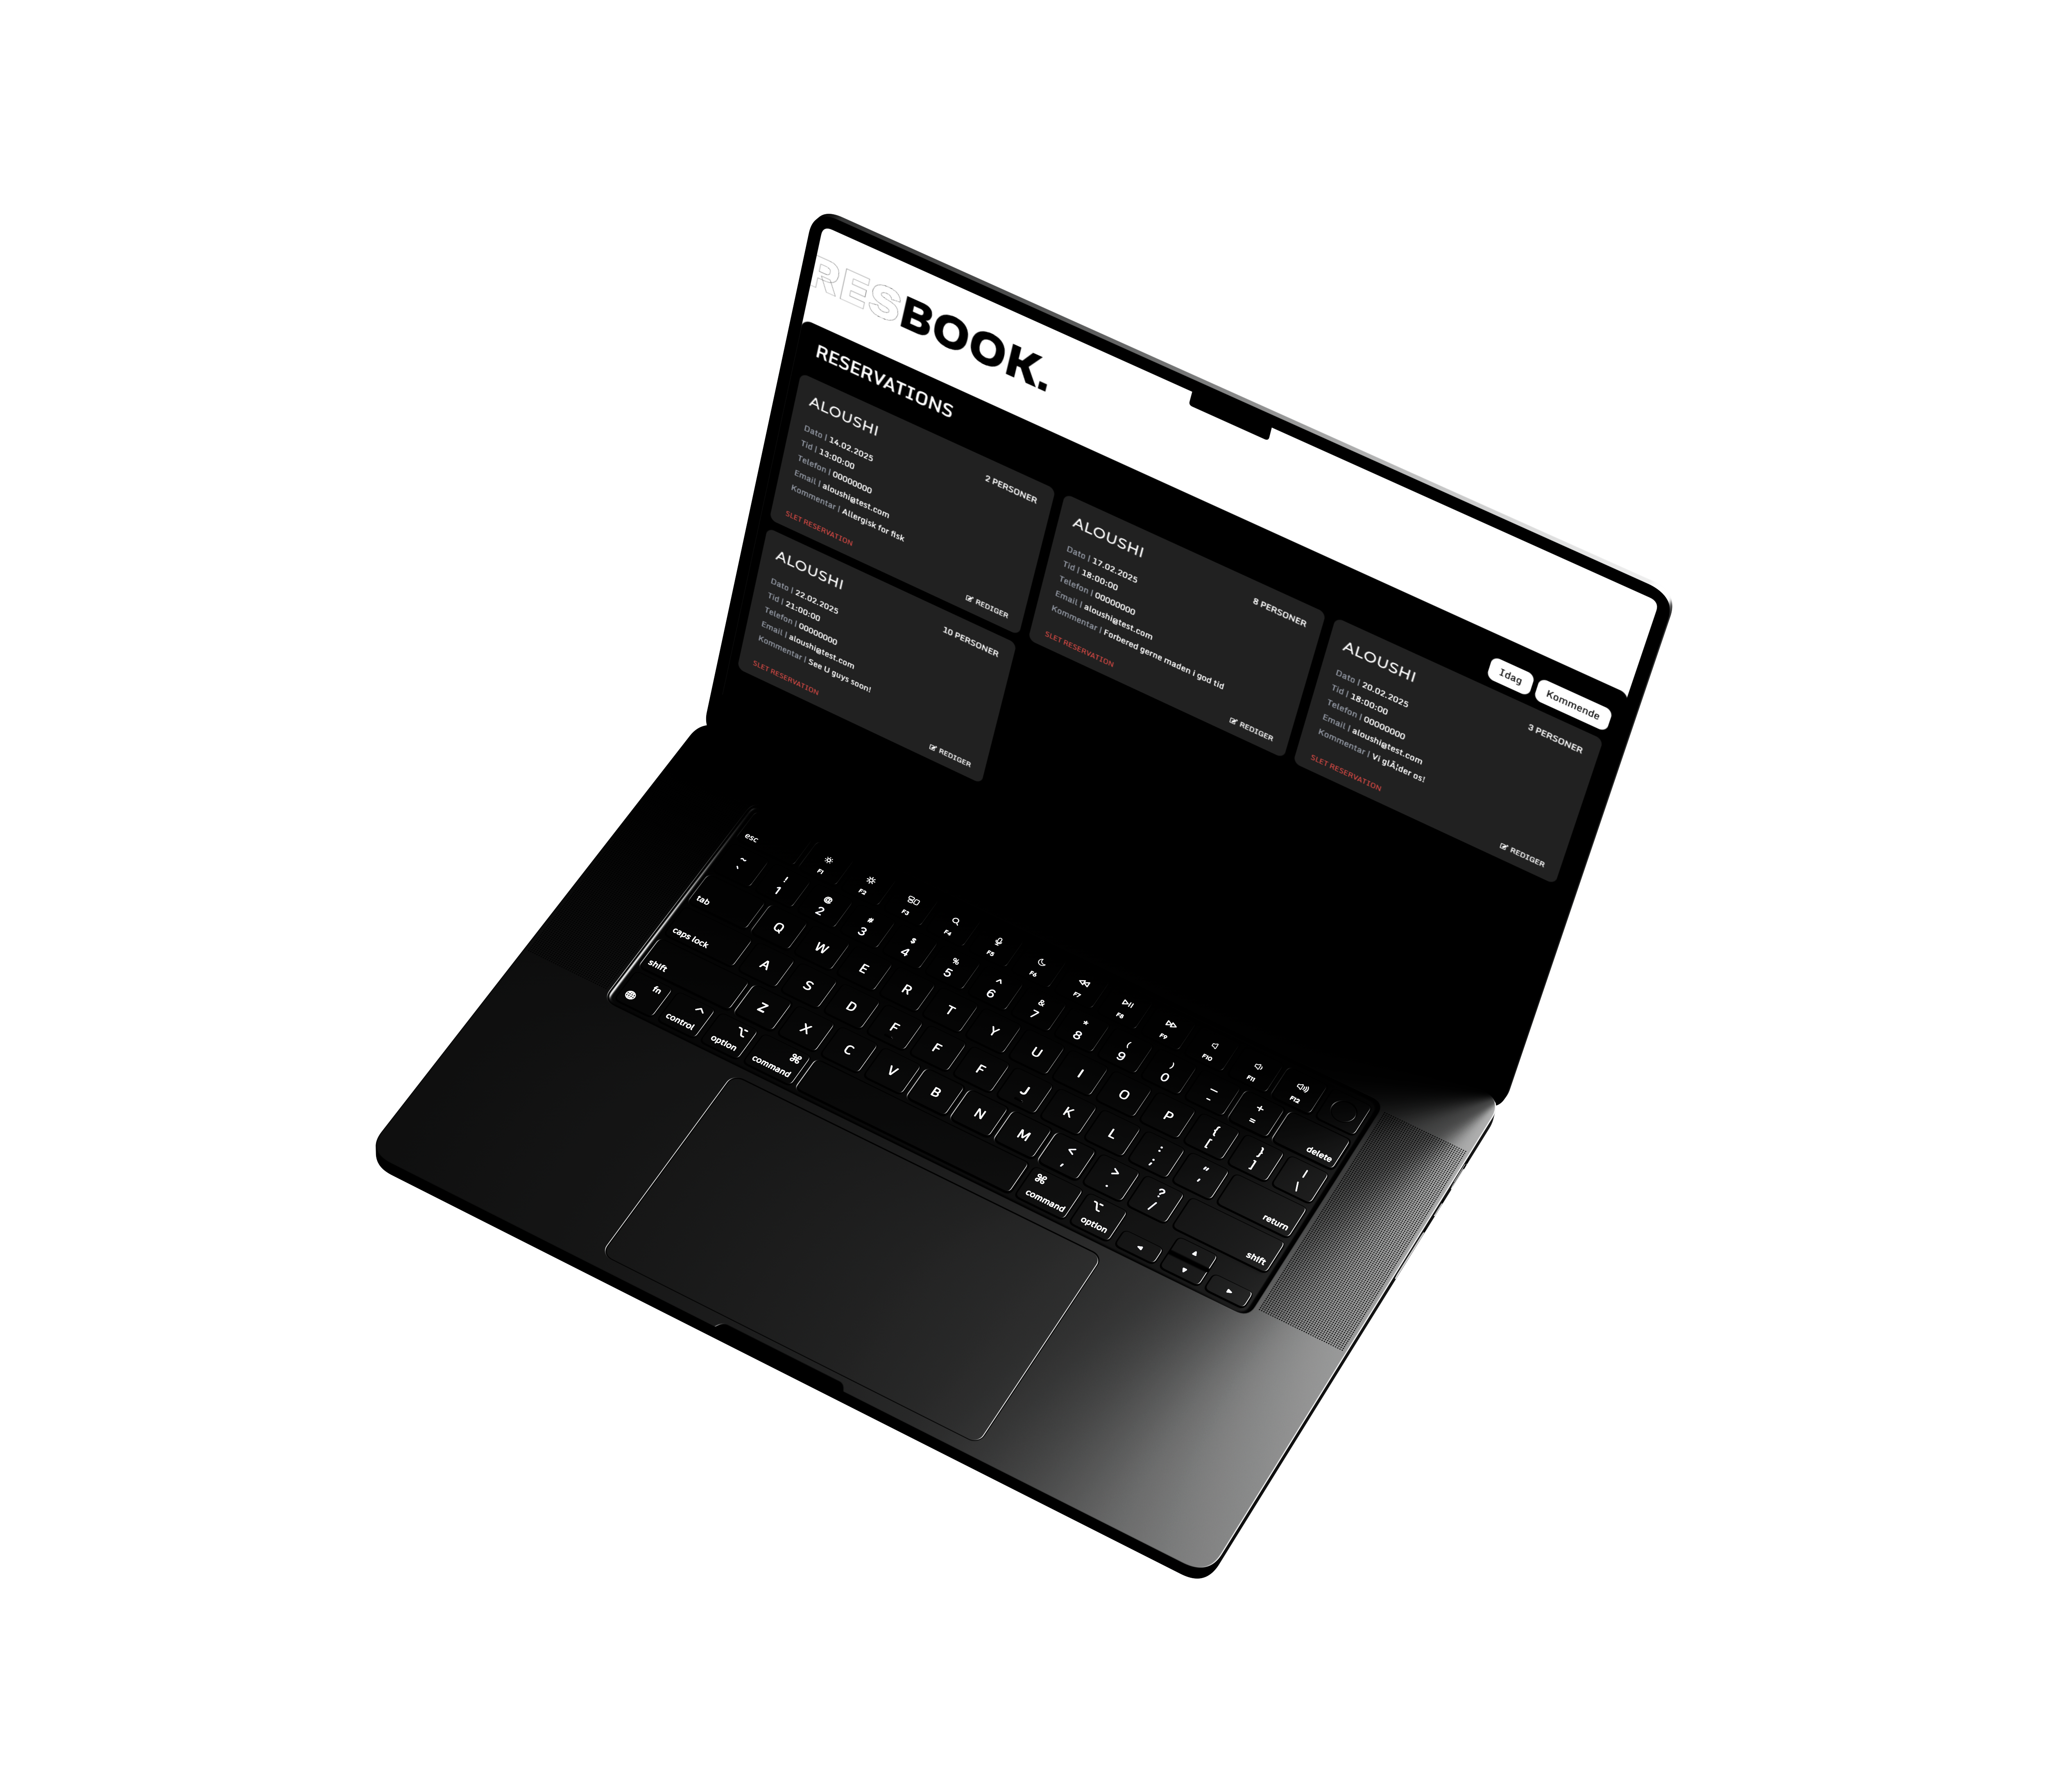 RESBOOK.
RESERVATIONS
Idag
Kommende
ALOUSHI
2 PERSONER
Dato | 14.02.2025
Tid | 13:00:00
Telefon | 00000000
Email | aloushi@test.com
Kommentar | Allergisk for fisk
SLET RESERVATION
REDIGER
ALOUSHI
8 PERSONER
Dato | 17.02.2025
Tid | 18:00:00
Telefon | 00000000
Email | aloushi@test.com
Kommentar | Forbered gerne maden i god tid
SLET RESERVATION
REDIGER
ALOUSHI
3 PERSONER
Dato | 20.02.2025
Tid | 18:00:00
Telefon | 00000000
Email | aloushi@test.com
Kommentar | Vi glÃ¦der os!
SLET RESERVATION
REDIGER
ALOUSHI
10 PERSONER
Dato | 22.02.2025
Tid | 21:00:00
Telefon | 00000000
Email | aloushi@test.com
Kommentar | See U guys soon!
SLET RESERVATION
REDIGER
esc F1 F2 F3 F4 F5 F6 F7 F8 F9 F10 F11 F12
~ ` ! 1 @ 2 # 3 $ 4 % 5 ^ 6 & 7 * 8 ( 9 ) 0 _ - + = delete
tab Q W E R T Y U I O P { [ } ] | \
caps lock A S D F F F J K L : ; " ' return
shift Z X C V B N M < , > . ? / shift
fn control option command command option